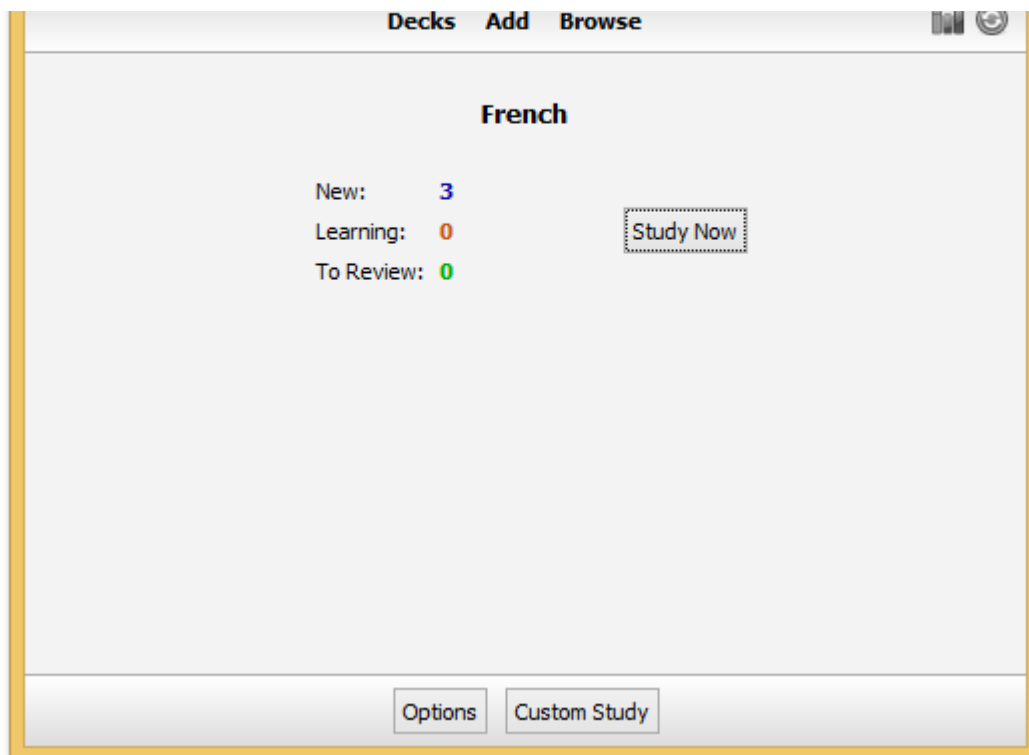 Decks Add Browse
French
New: 3
Learning: 0
Study Now
To Review: 0
Options Custom Study